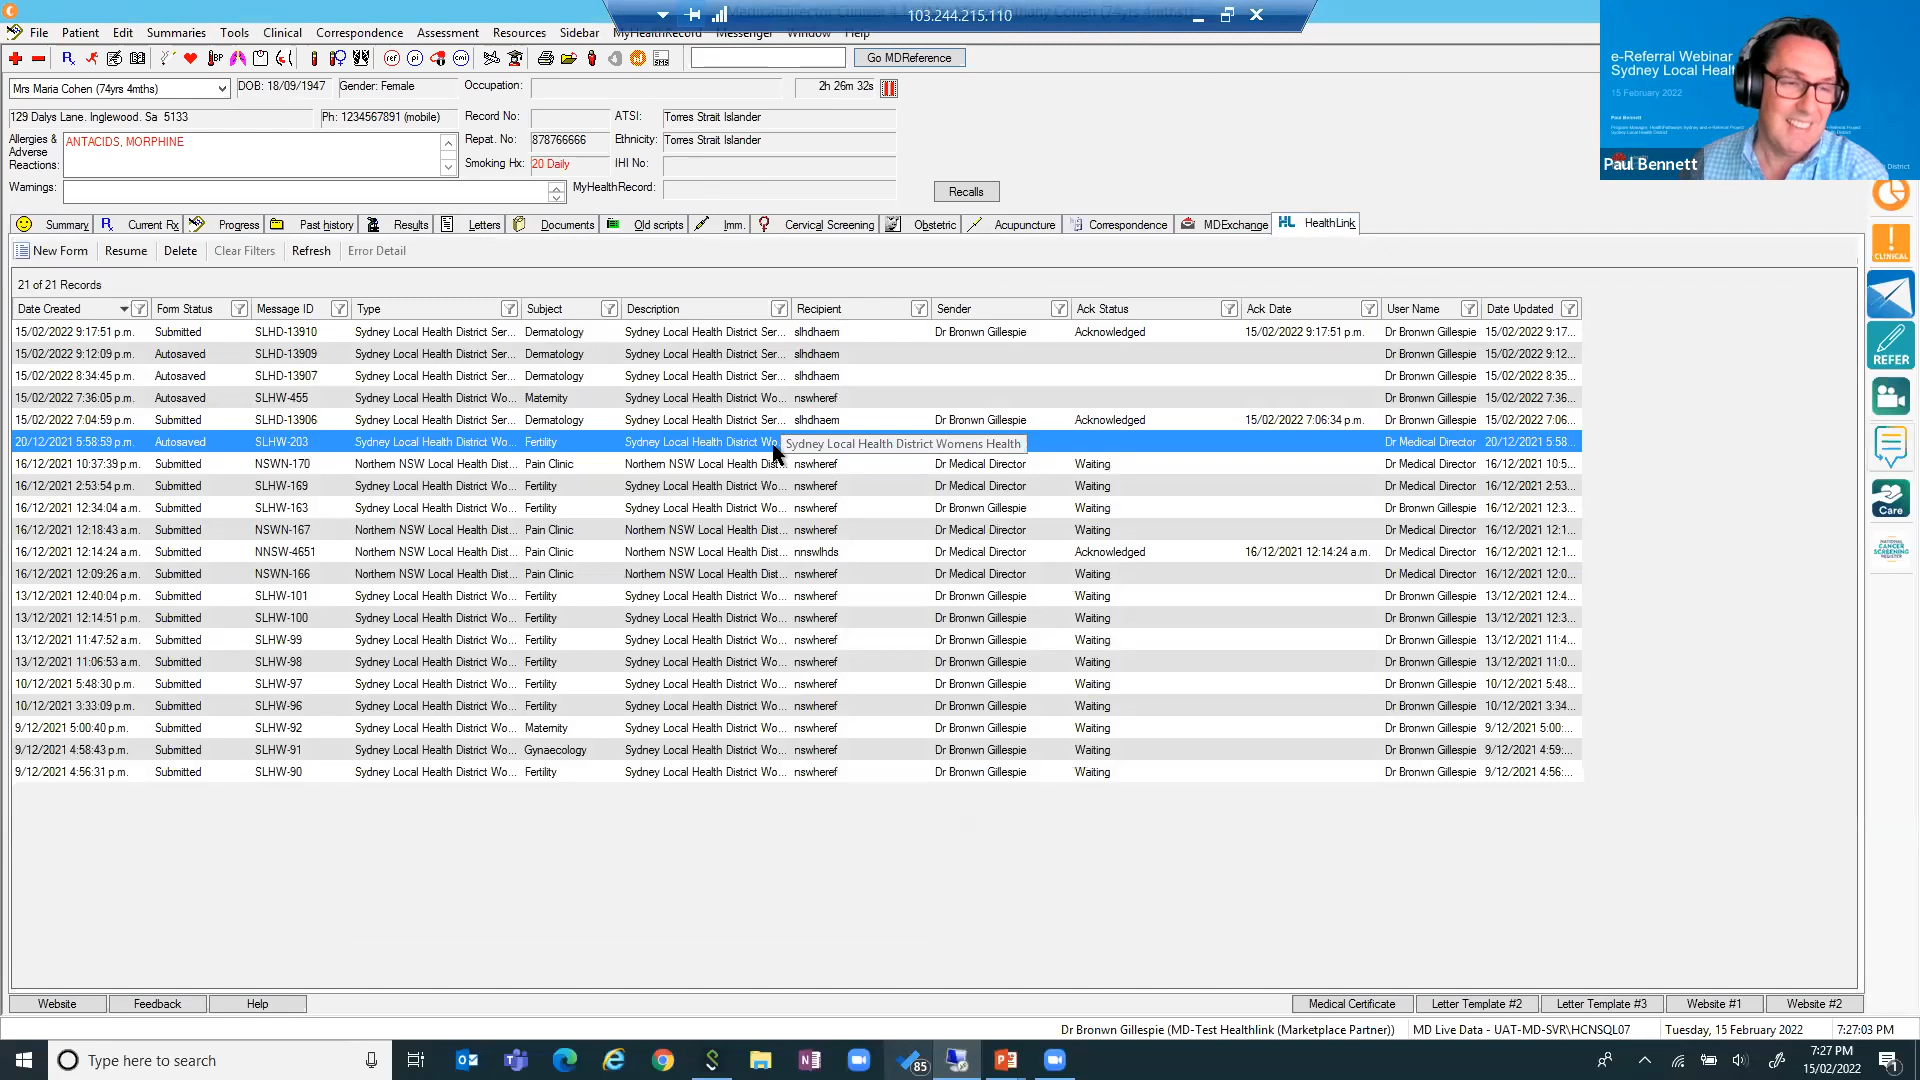 103.244.215.110
File Patient Edit Summaries Tools Clinical Correspondence Assessment Resources Sidebar MyHealthRecord Messenger Window Help
Go MDReference
Mrs Maria Cohen (74yrs 4mths) DOB: 18/09/1947 Gender: Female Occupation: 2h 26m 32s
129 Dalys Lane. Inglewood. Sa 5133 Ph: 1234567891 (mobile) Record No: ATSI: Torres Strait Islander
Allergies & Adverse Reactions: ANTACIDS, MORPHINE Repat. No: 878766666 Ethnicity: Torres Strait Islander
Smoking Hx: 20 Daily IHI No:
Warnings: MyHealthRecord: Recalls
Summary Current Rx Progress Past history Results Letters Documents Old scripts Imm. Cervical Screening Obstetric Acupuncture Correspondence MDExchange HealthLink
New Form Resume Delete Clear Filters Refresh Error Detail
21 of 21 Records
Date Created Form Status Message ID Type Subject Description Recipient Sender Ack Status Ack Date User Name Date Updated
15/02/2022 9:17:51 p.m. Submitted SLHD-13910 Sydney Local Health District Ser... Dermatology Sydney Local Health District Ser... slhdhaem Dr Bronwn Gillespie Acknowledged 15/02/2022 9:17:51 p.m. Dr Bronwn Gillespie 15/02/2022 9:17...
15/02/2022 9:12:09 p.m. Autosaved SLHD-13909 Sydney Local Health District Ser... Dermatology Sydney Local Health District Ser... slhdhaem Dr Bronwn Gillespie 15/02/2022 9:12...
15/02/2022 8:34:45 p.m. Autosaved SLHD-13907 Sydney Local Health District Ser... Dermatology Sydney Local Health District Ser... slhdhaem Dr Bronwn Gillespie 15/02/2022 8:35...
15/02/2022 7:36:05 p.m. Autosaved SLHW-455 Sydney Local Health District Wo... Maternity Sydney Local Health District Wo... nswheref Dr Bronwn Gillespie 15/02/2022 7:36...
15/02/2022 7:04:59 p.m. Submitted SLHD-13906 Sydney Local Health District Ser... Dermatology Sydney Local Health District Ser... slhdhaem Dr Bronwn Gillespie Acknowledged 15/02/2022 7:06:34 p.m. Dr Bronwn Gillespie 15/02/2022 7:06...
20/12/2021 5:58:59 p.m. Autosaved SLHW-203 Sydney Local Health District Wo... Fertility Sydney Local Health District Wo Sydney Local Health District Womens Health Dr Medical Director 20/12/2021 5:58...
16/12/2021 10:37:39 p.m. Submitted NSWN-170 Northern NSW Local Health Dist... Pain Clinic Northern NSW Local Health Dist... nswheref Dr Medical Director Waiting Dr Medical Director 16/12/2021 10:5...
16/12/2021 2:53:54 p.m. Submitted SLHW-169 Sydney Local Health District Wo... Fertility Sydney Local Health District Wo... nswheref Dr Medical Director Waiting Dr Medical Director 16/12/2021 2:53...
16/12/2021 12:34:04 a.m. Submitted SLHW-163 Sydney Local Health District Wo... Fertility Sydney Local Health District Wo... nswheref Dr Medical Director Waiting Dr Medical Director 16/12/2021 12:3...
16/12/2021 12:18:43 a.m. Submitted NSWN-167 Northern NSW Local Health Dist... Pain Clinic Northern NSW Local Health Dist... nswheref Dr Medical Director Waiting Dr Medical Director 16/12/2021 12:1...
16/12/2021 12:14:24 a.m. Submitted NNSW-4651 Northern NSW Local Health Dist... Pain Clinic Northern NSW Local Health Dist... nnswlhds Dr Medical Director Acknowledged 16/12/2021 12:14:24 a.m. Dr Medical Director 16/12/2021 12:1...
16/12/2021 12:09:26 a.m. Submitted NSWN-166 Northern NSW Local Health Dist... Pain Clinic Northern NSW Local Health Dist... nswheref Dr Medical Director Waiting Dr Medical Director 16/12/2021 12:0...
13/12/2021 12:40:04 p.m. Submitted SLHW-101 Sydney Local Health District Wo... Fertility Sydney Local Health District Wo... nswheref Dr Bronwn Gillespie Waiting Dr Bronwn Gillespie 13/12/2021 12:4...
13/12/2021 12:14:51 p.m. Submitted SLHW-100 Sydney Local Health District Wo... Fertility Sydney Local Health District Wo... nswheref Dr Bronwn Gillespie Waiting Dr Bronwn Gillespie 13/12/2021 12:3...
13/12/2021 11:47:52 a.m. Submitted SLHW-99 Sydney Local Health District Wo... Fertility Sydney Local Health District Wo... nswheref Dr Bronwn Gillespie Waiting Dr Bronwn Gillespie 13/12/2021 11:4...
13/12/2021 11:06:53 a.m. Submitted SLHW-98 Sydney Local Health District Wo... Fertility Sydney Local Health District Wo... nswheref Dr Bronwn Gillespie Waiting Dr Bronwn Gillespie 13/12/2021 11:0...
10/12/2021 5:48:30 p.m. Submitted SLHW-97 Sydney Local Health District Wo... Fertility Sydney Local Health District Wo... nswheref Dr Bronwn Gillespie Waiting Dr Bronwn Gillespie 10/12/2021 5:48...
10/12/2021 3:33:09 p.m. Submitted SLHW-96 Sydney Local Health District Wo... Fertility Sydney Local Health District Wo... nswheref Dr Bronwn Gillespie Waiting Dr Bronwn Gillespie 10/12/2021 3:34...
9/12/2021 5:00:40 p.m. Submitted SLHW-92 Sydney Local Health District Wo... Maternity Sydney Local Health District Wo... nswheref Dr Bronwn Gillespie Waiting Dr Bronwn Gillespie 9/12/2021 5:00:...
9/12/2021 4:58:43 p.m. Submitted SLHW-91 Sydney Local Health District Wo... Gynaecology Sydney Local Health District Wo... nswheref Dr Bronwn Gillespie Waiting Dr Bronwn Gillespie 9/12/2021 4:59:...
9/12/2021 4:56:31 p.m. Submitted SLHW-90 Sydney Local Health District Wo... Fertility Sydney Local Health District Wo... nswheref Dr Bronwn Gillespie Waiting Dr Bronwn Gillespie 9/12/2021 4:56:...
Website Feedback Help Medical Certificate Letter Template #2 Letter Template #3 Website #1 Website #2
Dr Bronwn Gillespie (MD-Test Healthlink (Marketplace Partner)) MD Live Data - UAT-MD-SVR\HCNSQL07 Tuesday, 15 February 2022 7:27:03 PM
Type here to search 85 7:27 PM
15/02/2022
e-Referral Webinar
Sydney Local Healt
15 February 2022
Paul Bennett
Paul Bennett
CLINICAL
REFER
Care
NATIONAL CANCER SCREENING REGISTER